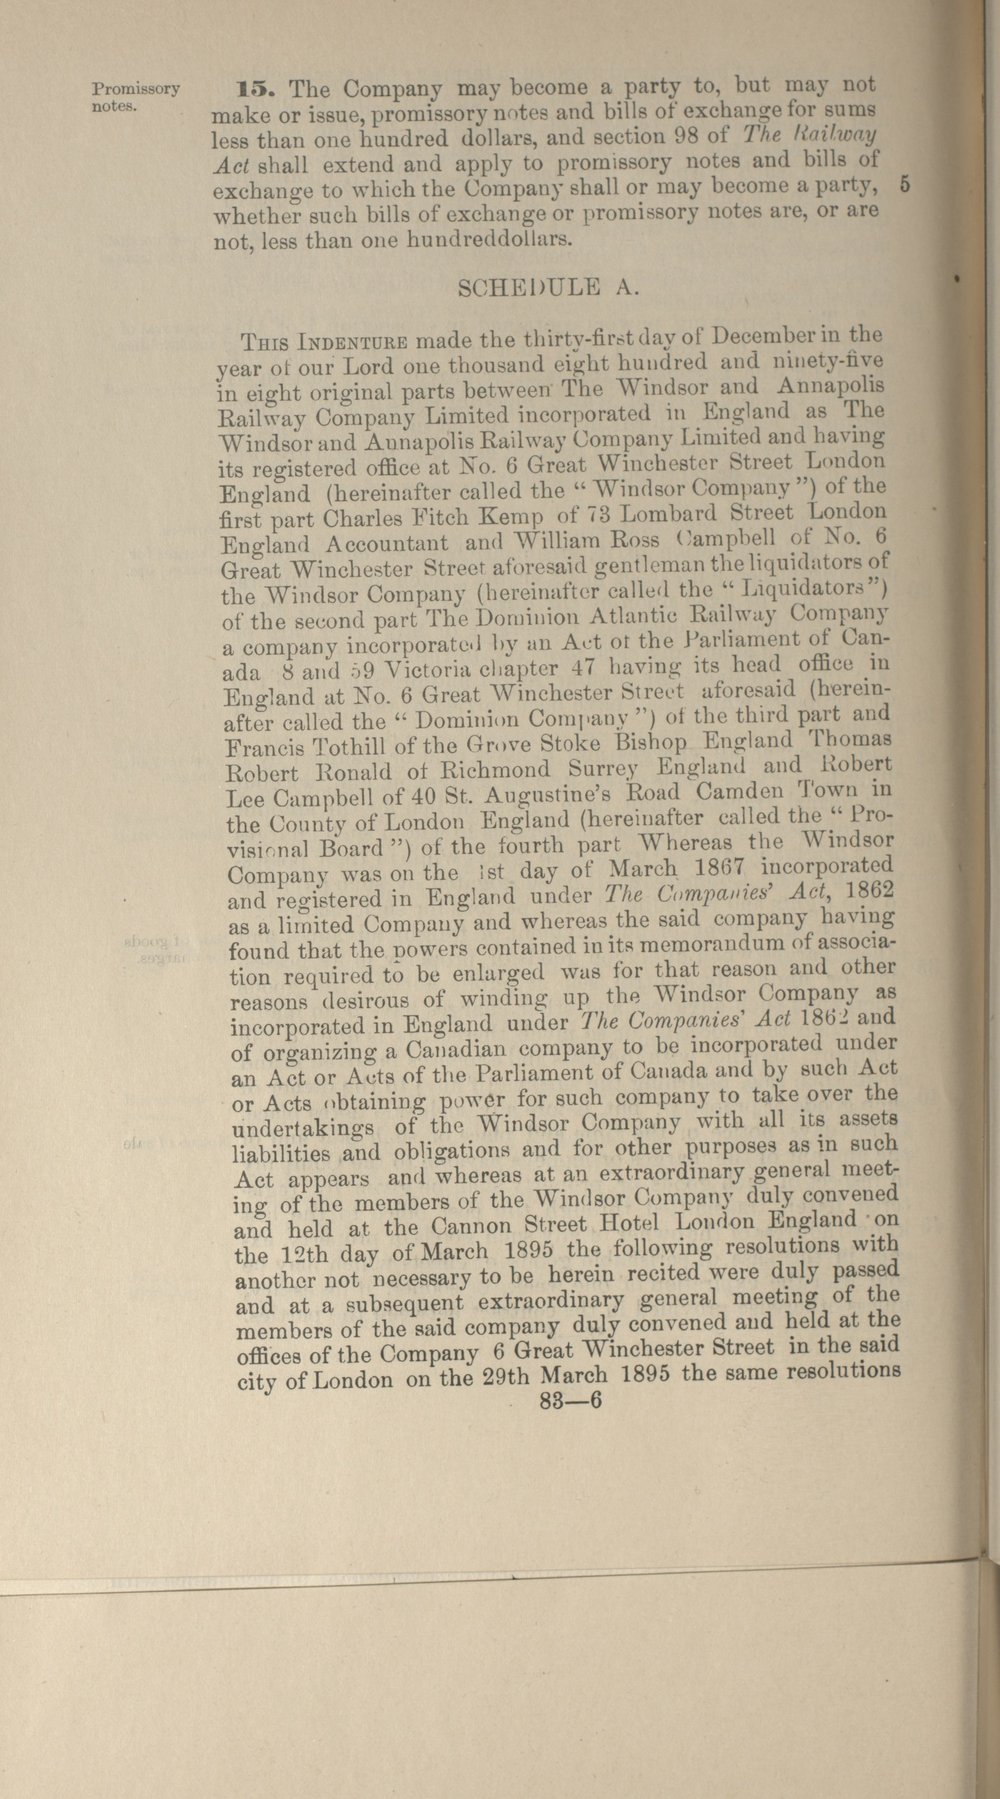 Promissory
notes.
15. The Company may become a party to, but may not
make or issue, promissory notes and bills of exchange for sums
less than one hundred dollars, and section 98 of The Railway
Act shall extend and apply to promissory notes and bills of
exchange to which the Company shall or may become a party, 5
whether such bills of exchange or promissory notes are, or are
not, less than one hundreddollars.
SCHEDULE A.
THIS INDENTURE made the thirty-first day of December in the
year of our Lord one thousand eight hundred and ninety-five
in eight original parts between The Windsor and Annapolis
Railway Company Limited incorporated in England as The
Windsor and Annapolis Railway Company Limited and having
its registered office at No. 6 Great Winchester Street London
England (hereinafter called the “ Windsor Company ”) of the
first part Charles Fitch Kemp of 73 Lombard Street London
England Accountant and William Ross Campbell of No. 6
Great Winchester Street aforesaid gentleman the liquidators of
the Windsor Company (hereinafter called the “ Liquidators”)
of the second part The Dominion Atlantic Railway Company
a company incorporated by an Act of the Parliament of Can-
ada 8 and 59 Victoria chapter 47 having its head office in
England at No. 6 Great Winchester Street aforesaid (herein-
after called the “ Dominion Company ”) of the third part and
Francis Tothill of the Grove Stoke Bishop England Thomas
Robert Ronald of Richmond Surrey England and Robert
Lee Campbell of 40 St. Augustine’s Road Camden Town in
the County of London England (hereinafter called the “ Pro-
visional Board ”) of the fourth part Whereas the Windsor
Company was on the 1st day of March 1867 incorporated
and registered in England under The Companies’ Act, 1862
as a limited Company and whereas the said company having
found that the powers contained in its memorandum of associa-
tion required to be enlarged was for that reason and other
reasons desirous of winding up the Windsor Company as
incorporated in England under The Companies’ Act 1862 and
of organizing a Canadian company to be incorporated under
an Act or Acts of the Parliament of Canada and by such Act
or Acts obtaining power for such company to take over the
undertakings of the Windsor Company with all its assets
liabilities and obligations and for other purposes as in such
Act appears and whereas at an extraordinary general meet-
ing of the members of the Windsor Company duly convened
and held at the Cannon Street Hotel London England on
the 12th day of March 1895 the following resolutions with
another not necessary to be herein recited were duly passed
and at a subsequent extraordinary general meeting of the
members of the said company duly convened and held at the
offices of the Company 6 Great Winchester Street in the said
city of London on the 29th March 1895 the same resolutions
83—6